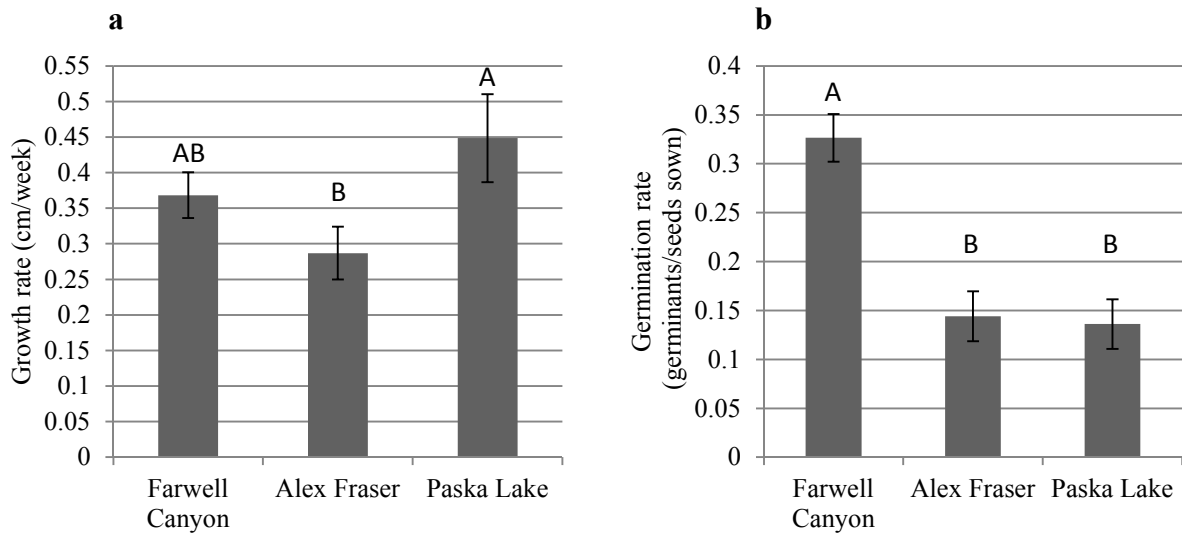 a
Growth rate (cm/week)
0.55
0.5
0.45
0.4
0.35
0.3
0.25
0.2
0.15
0.1
0.05
0
AB
B
A
Farwell
Canyon
Alex Fraser
Paska Lake
b
Germination rate
(germinants/seeds sown)
0.4
0.35
0.3
0.25
0.2
0.15
0.1
0.05
0
A
B
B
Farwell
Canyon
Alex Fraser
Paska Lake